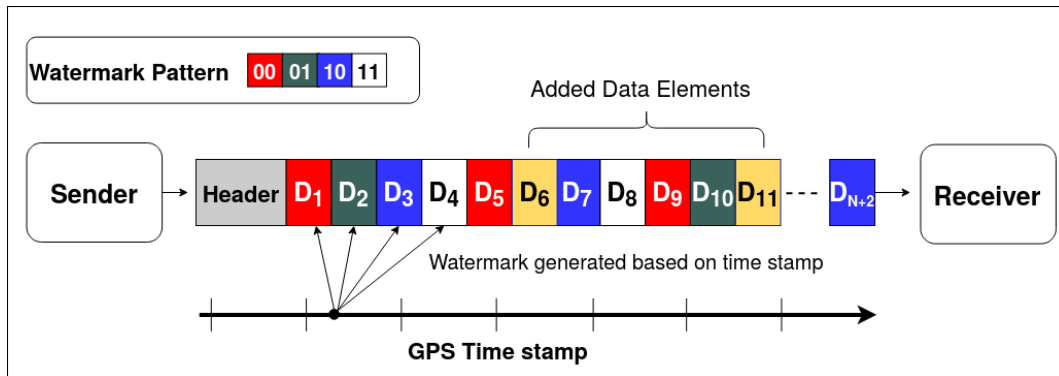 Watermark Pattern 00 01 10 11
Added Data Elements
Sender Header D1 D2 D3 D4 D5 D6 D7 D8 D9 D10 D11 DN+2 Receiver
Watermark generated based on time stamp
GPS Time stamp